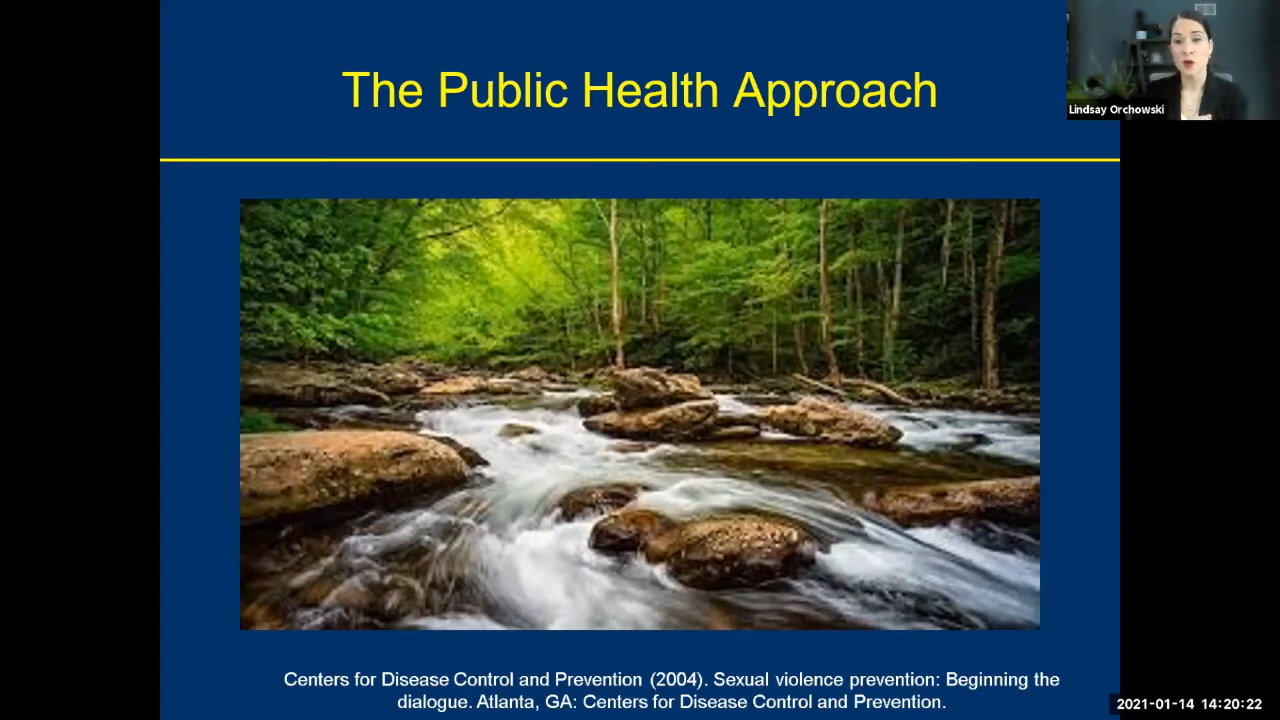 The Public Health Approach
Lindsay Orchowski
Centers for Disease Control and Prevention (2004). Sexual violence prevention: Beginning the
dialogue. Atlanta, GA: Centers for Disease Control and Prevention.
2021-01-14 14:20:22